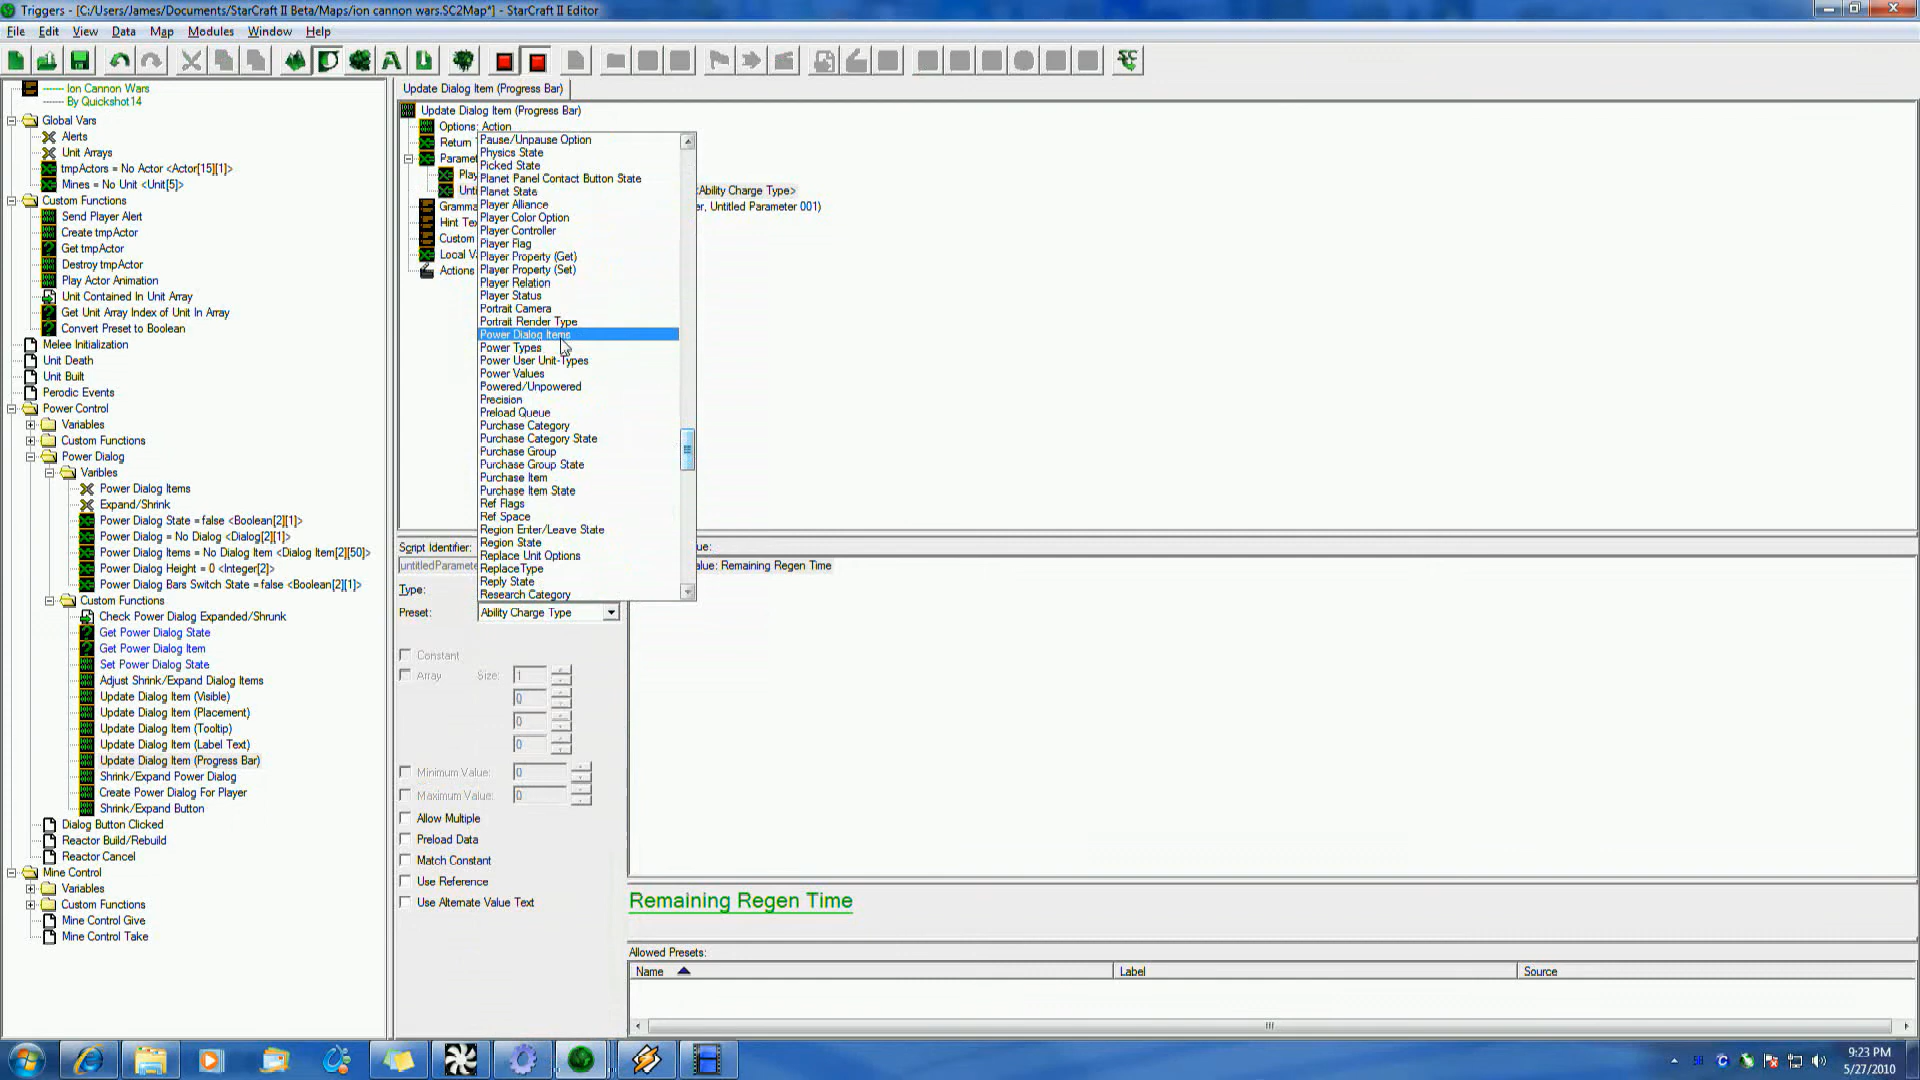 Triggers - [C:/Users/James/Documents/StarCraft II Beta/Maps/ion cannon wars.SC2Map*] - StarCraft II Editor
File Edit View Data Map Modules Window Help
------ Ion Cannon Wars
------ By Quickshot14
Global Vars
Alerts
Unit Arrays
tmpActors = No Actor <Actor[15][1]>
Mines = No Unit <Unit[5]>
Custom Functions
Send Player Alert
Create tmpActor
Get tmpActor
Destroy tmpActor
Play Actor Animation
Unit Contained In Unit Array
Get Unit Array Index of Unit In Array
Convert Preset to Boolean
Melee Initialization
Unit Death
Unit Built
Perodic Events
Power Control
Variables
Custom Functions
Power Dialog
Varibles
Power Dialog Items
Expand/Shrink
Power Dialog State = false <Boolean[2][1]>
Power Dialog = No Dialog <Dialog[2][1]>
Power Dialog Items = No Dialog Item <Dialog Item[2][50]>
Power Dialog Height = 0 <Integer[2]>
Power Dialog Bars Switch State = false <Boolean[2][1]>
Custom Functions
Check Power Dialog Expanded/Shrunk
Get Power Dialog State
Get Power Dialog Item
Set Power Dialog State
Adjust Shrink/Expand Dialog Items
Update Dialog Item (Visible)
Update Dialog Item (Placement)
Update Dialog Item (Tooltip)
Update Dialog Item (Label Text)
Update Dialog Item (Progress Bar)
Shrink/Expand Power Dialog
Create Power Dialog For Player
Shrink/Expand Button
Dialog Button Clicked
Reactor Build/Rebuild
Reactor Cancel
Mine Control
Variables
Custom Functions
Mine Control Give
Mine Control Take
Update Dialog Item (Progress Bar)
Update Dialog Item (Progress Bar)
Options: Action
Return
Paramet
Play
Unti <Ability Charge Type>
Gramma er, Untitled Parameter 001)
Hint Tex
Custom
Local V
Actions
Pause/Unpause Option
Physics State
Picked State
Planet Panel Contact Button State
Planet State
Player Alliance
Player Color Option
Player Controller
Player Flag
Player Property (Get)
Player Property (Set)
Player Relation
Player Status
Portrait Camera
Portrait Render Type
Power Dialog Items
Power Types
Power User Unit-Types
Power Values
Powered/Unpowered
Precision
Preload Queue
Purchase Category
Purchase Category State
Purchase Group
Purchase Group State
Purchase Item
Purchase Item State
Ref Flags
Ref Space
Region Enter/Leave State
Region State
Replace Unit Options
ReplaceType
Reply State
Research Category
Script Identifier: ue:
untitledParamete alue: Remaining Regen Time
Type:
Preset: Ability Charge Type
Constant
Array Size: 1
0
0
0
Minimum Value: 0
Maximum Value: 0
Allow Multiple
Preload Data
Match Constant
Use Reference
Use Alternate Value Text
Remaining Regen Time
Allowed Presets:
Name Label Source
9:23 PM
5/27/2010